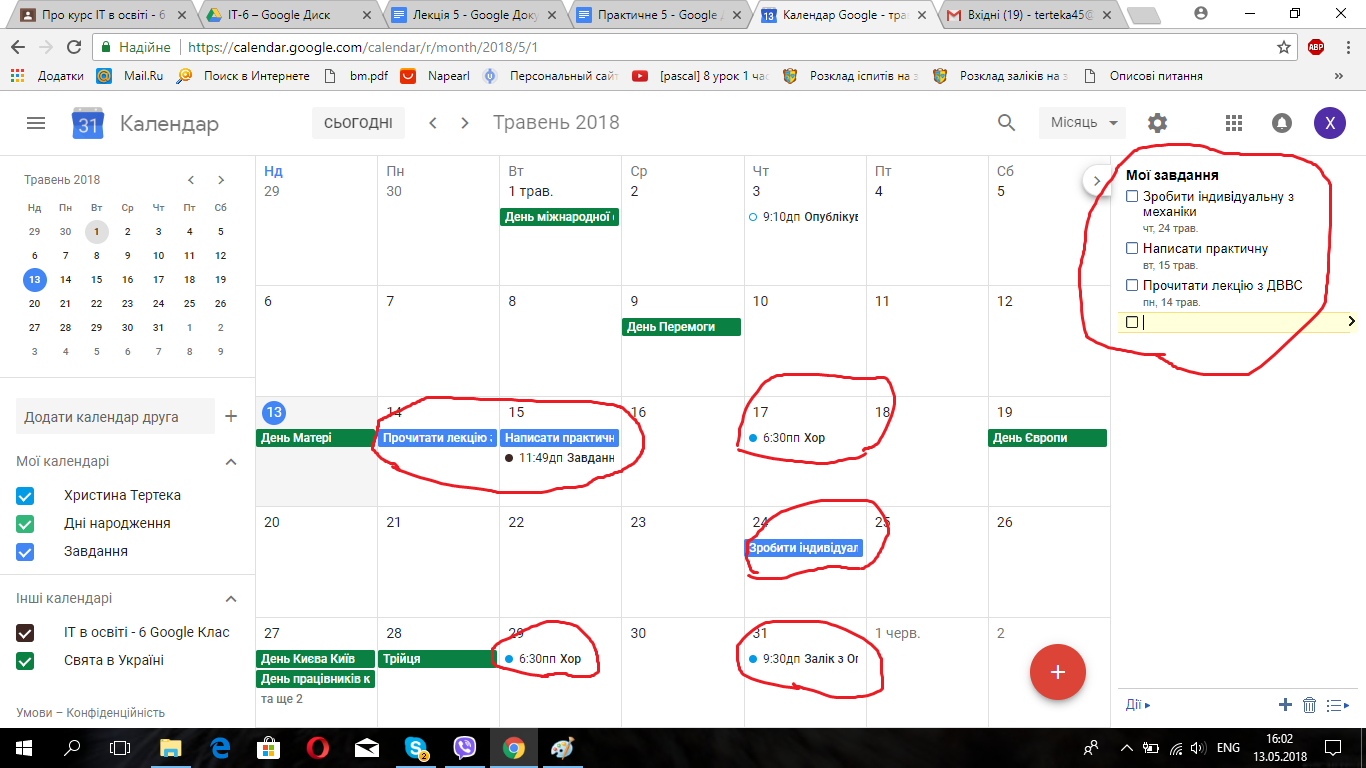 Про курс IT в освіті - 6
IT-6 – Google Диск
Лекція 5 - Google Доку
Практичне 5 - Google Д
Календар Google - трав
Вхідні (19) - terteka45@
Надійне
https://calendar.google.com/calendar/r/month/2018/5/1
ABP
Додатки
Mail.Ru
Поиск в Интернете
bm.pdf
Napearl
Персональный сайт
[pascal] 8 урок 1 час
Розклад іспитів на з
Розклад заліків на з
Описові питання
»
31
Календар
СЬОГОДНІ
Травень 2018
Місяць
X
Травень 2018
Нд Пн Вт Ср Чт Пт Сб
29 30 1 2 3 4 5
6 7 8 9 10 11 12
13 14 15 16 17 18 19
20 21 22 23 24 25 26
27 28 29 30 31 1 2
3 4 5 6 7 8 9
Додати календар друга
Мої календарі
Христина Тертека
Дні народження
Завдання
Інші календарі
IT в освіті - 6 Google Клас
Свята в Україні
Умови – Конфіденційність
Нд Пн Вт Ср Чт Пт Сб
29 30 1 трав. 2 3 4 5
День міжнародної с
9:10дп Опублікув
6 7 8 9 10 11 12
День Перемоги
13 14 15 16 17 18 19
День Матері
Прочитати лекцію з
Написати практичн
11:49дп Завданн
6:30пп Хор
День Європи
20 21 22 23 24 25 26
Зробити індивідуал
27 28 29 30 31 1 черв. 2
День Києва Київ
День працівників к
та ще 2
Трійця
6:30пп Хор
9:30дп Залік з Ог
Мої завдання
Зробити індивідуальну з
механіки
чт, 24 трав.
Написати практичну
вт, 15 трав.
Прочитати лекцію з ДВВС
пн, 14 трав.
Дії
2
ENG
16:02
13.05.2018